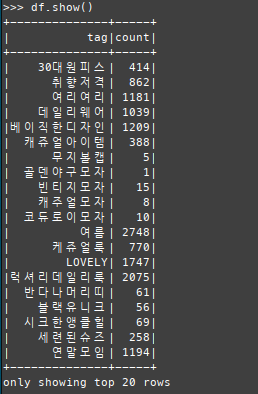 >>> df.show()
+---------------+-----+
|            tag|count|
+---------------+-----+
|       30대원피스|  414|
|        취향저격|  862|
|        여리여리| 1181|
|        데일리웨어| 1039|
|베이직한디자인| 1209|
|       캐쥬얼아이템|  388|
|        무지볼캡|    5|
|       골덴야구모자|    1|
|        빈티지모자|   15|
|        캐주얼모자|    8|
|       코듀로이모자|   10|
|             여름| 2748|
|          케쥬얼룩|  770|
|         LOVELY| 1747|
|럭셔리데일리룩| 2075|
|      반다나머리띠|   61|
|        블랙유니크|   56|
|      시크한앵클힐|   69|
|        세련된슈즈|  258|
|          연말모임| 1194|
+---------------+-----+
only showing top 20 rows